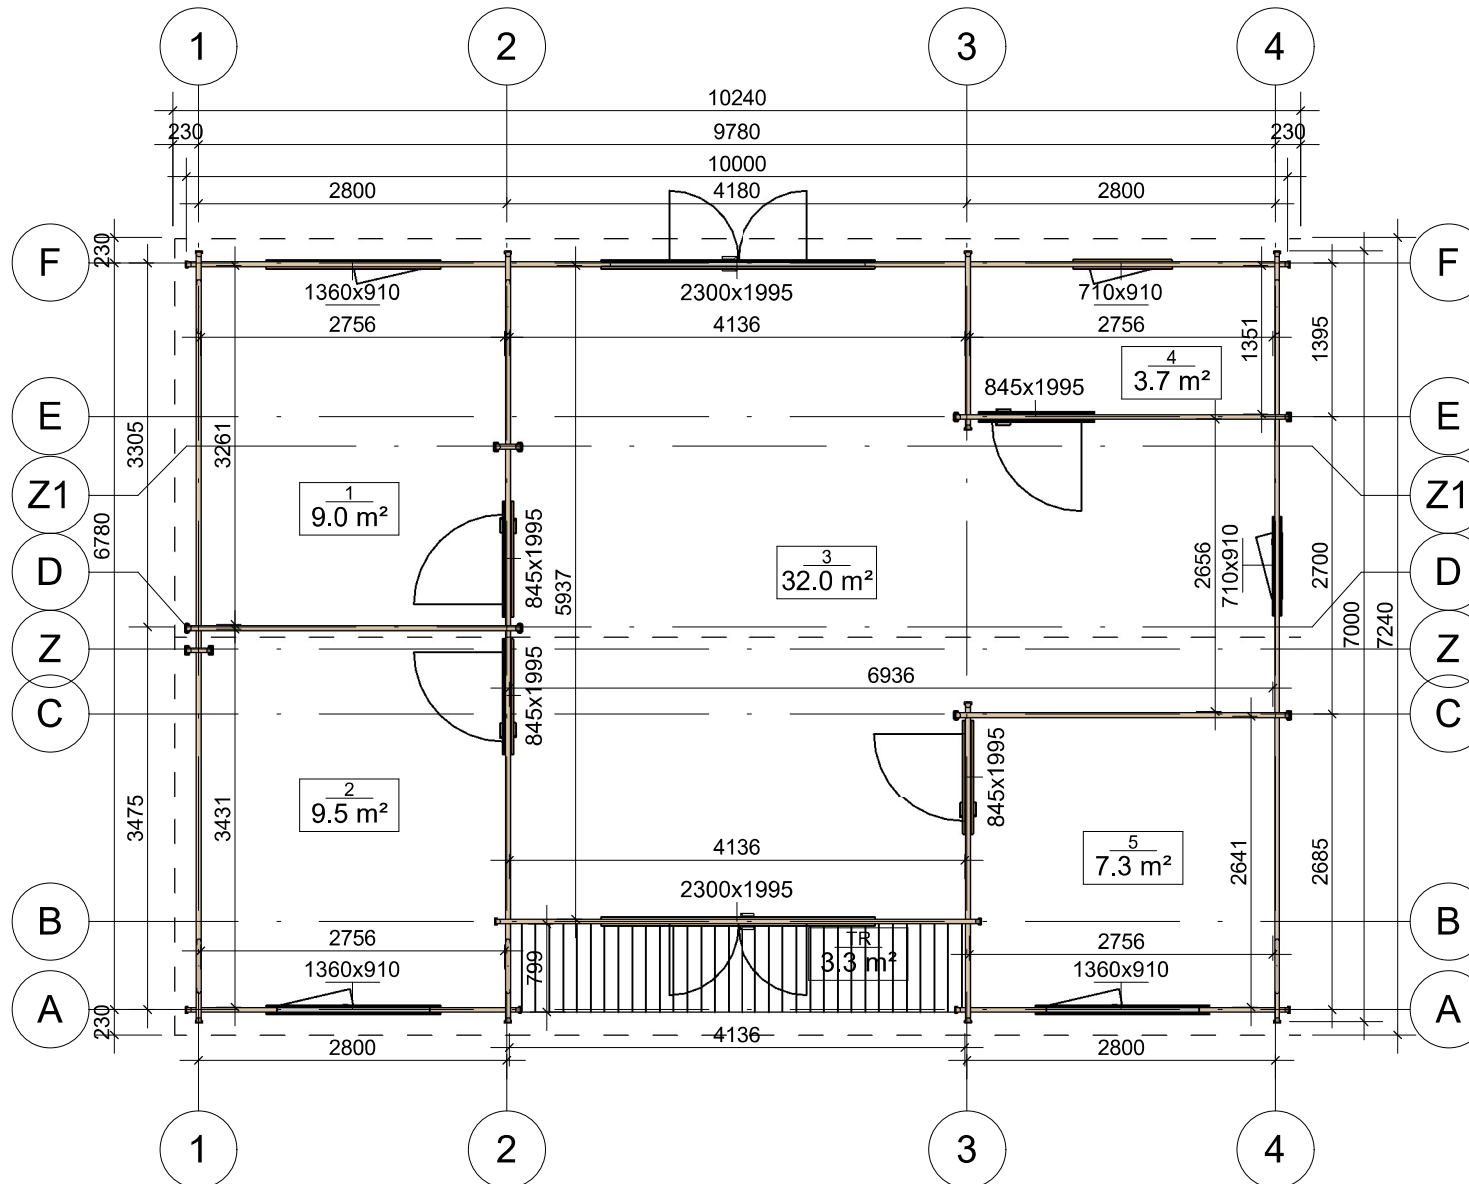 1 2 3 4
10240
230 9780 230
10000
2800 4180 2800
230
F F
1360x910 2300x1995 710x910
2756 4136 2756
1351 1395
4
3.7 m²
845x1995
E E
3305 3261
Z1 Z1
1
9.0 m²
6780
845x1995
5937
3
32.0 m²
2656 710x910 2700
D D
7000 7240
Z Z
6936
845x1995
C C
2
9.5 m²
845x1995
3475 3431
5
7.3 m²
4136
2641 2685
2300x1995
B B
TR
3.3 m²
2756 799 2756
1360x910 1360x910
A A
230
2800 4136 2800
1 2 3 4